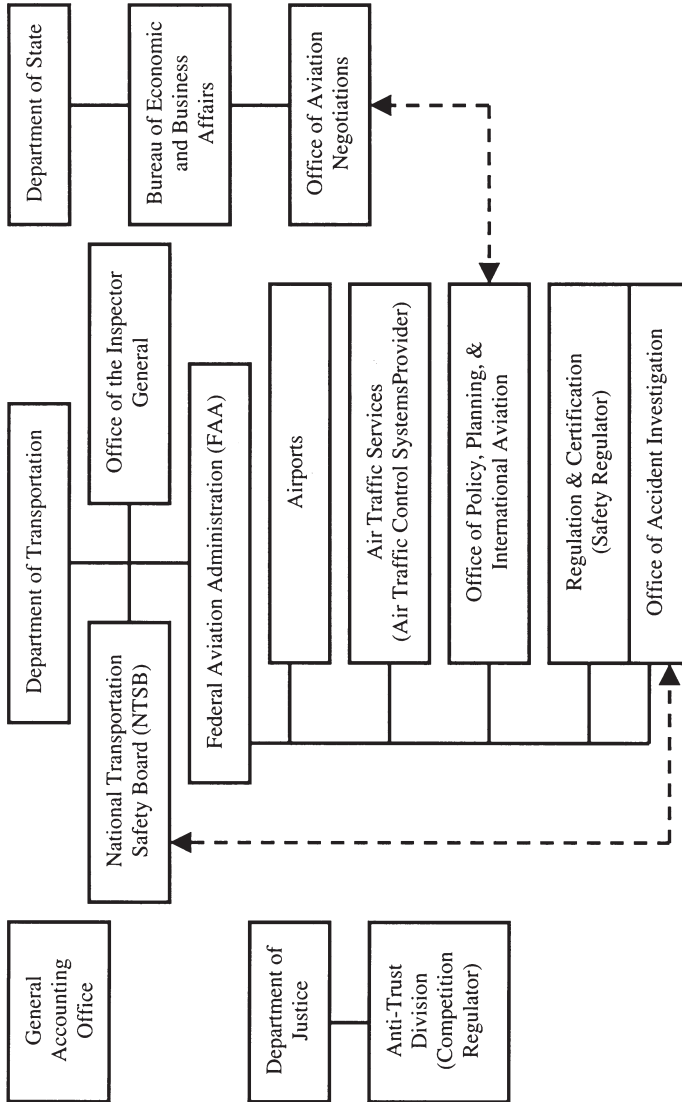 General
Accounting
Office
Department of Transportation
Department of State
National Transportation
Safety Board (NTSB)
Office of the Inspector
General
Bureau of Economic
and Business
Affairs
Federal Aviation Administration (FAA)
Department of
Justice
Airports
Office of Aviation
Negotiations
Anti-Trust
Division
(Competition
Regulator)
Air Traffic Services
(Air Traffic Control SystemsProvider)
Office of Policy, Planning, &
International Aviation
Regulation & Certification
(Safety Regulator)
Office of Accident Investigation